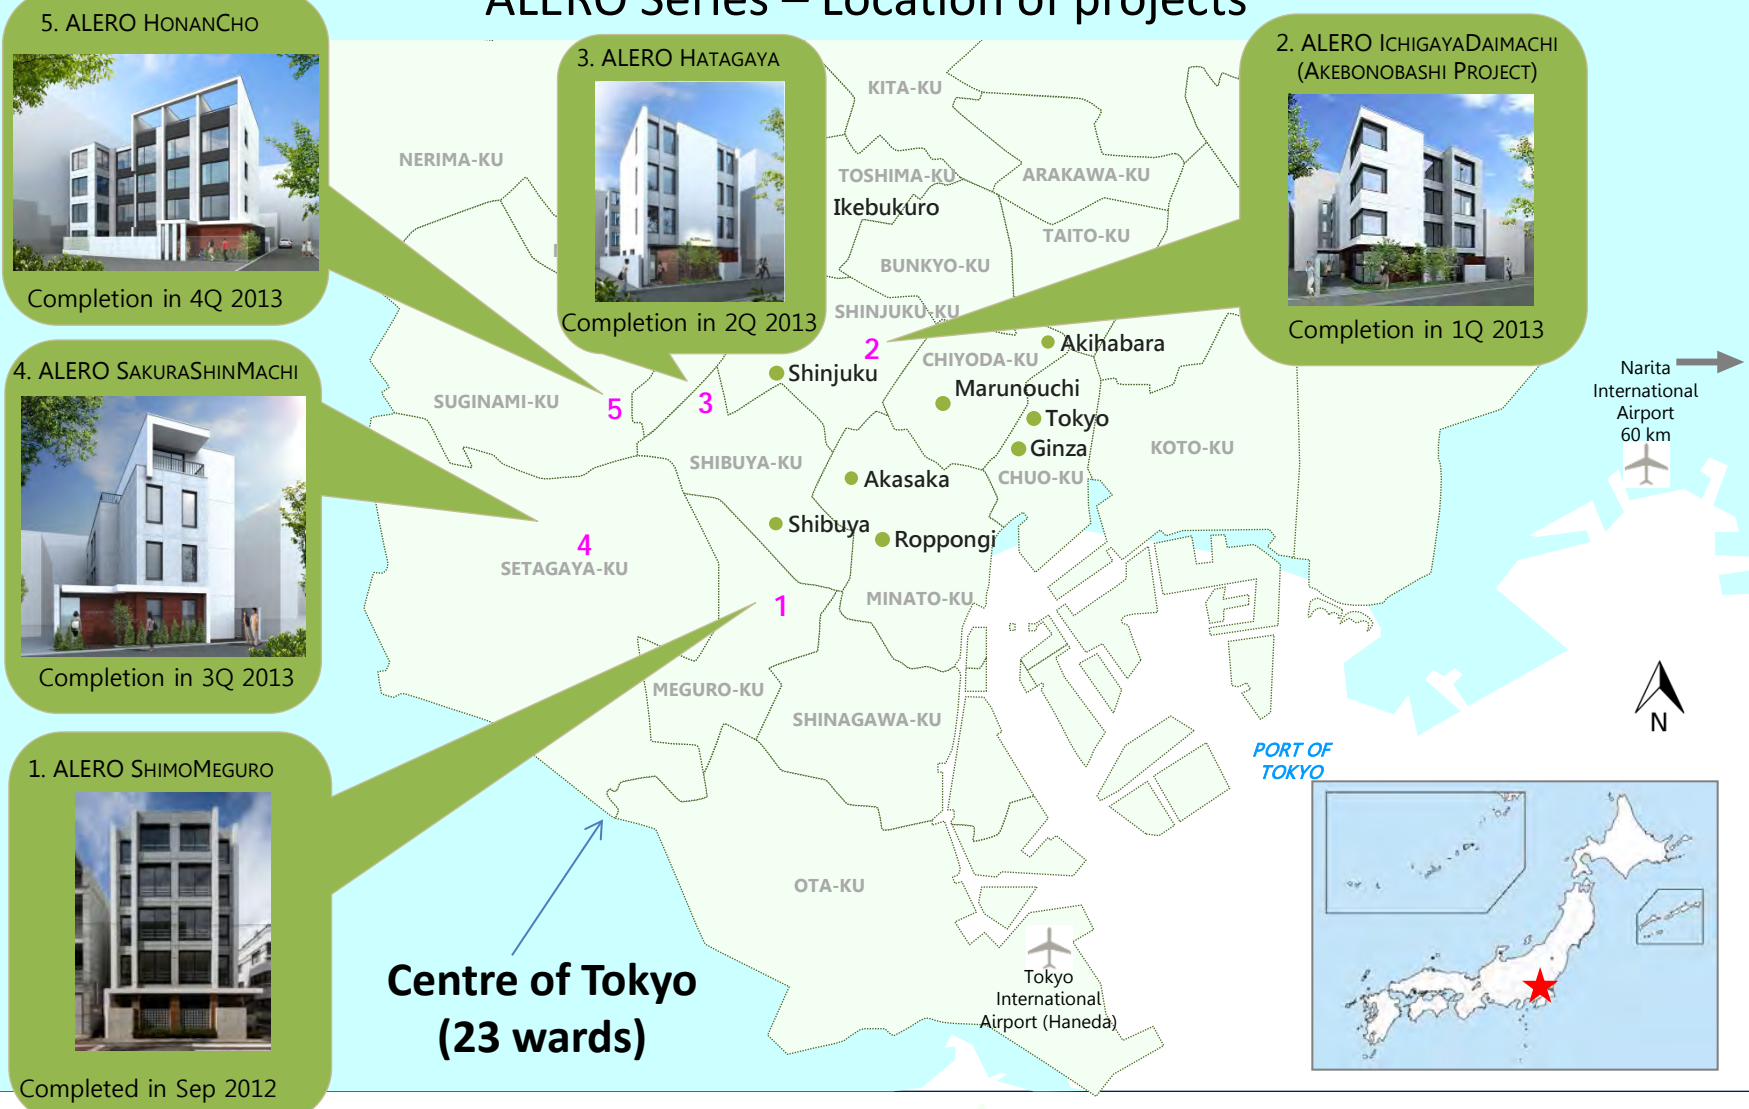 ALERO Series – Location of projects
5. ALERO HONANCHO
Completion in 4Q 2013
3. ALERO HATAGAYA
Completion in 2Q 2013
2. ALERO ICHIGAYADAIMACHI
(AKEBONOBASHI PROJECT)
Completion in 1Q 2013
4. ALERO SAKURASHINMACHI
Completion in 3Q 2013
1. ALERO SHIMOMEGURO
Completed in Sep 2012
KITA-KU
NERIMA-KU
TOSHIMA-KU
ARAKAWA-KU
Ikebukuro
TAITO-KU
BUNKYO-KU
SHINJUKU-KU
2
Akihabara
CHIYODA-KU
Shinjuku
Marunouchi
SUGINAMI-KU
5
3
Tokyo
Ginza
KOTO-KU
SHIBUYA-KU
Akasaka
CHUO-KU
Shibuya
Roppongi
4
SETAGAYA-KU
1
MINATO-KU
MEGURO-KU
SHINAGAWA-KU
OTA-KU
Narita
International
Airport
60 km
N
PORT OF
TOKYO
Centre of Tokyo
(23 wards)
Tokyo
International
Airport (Haneda)